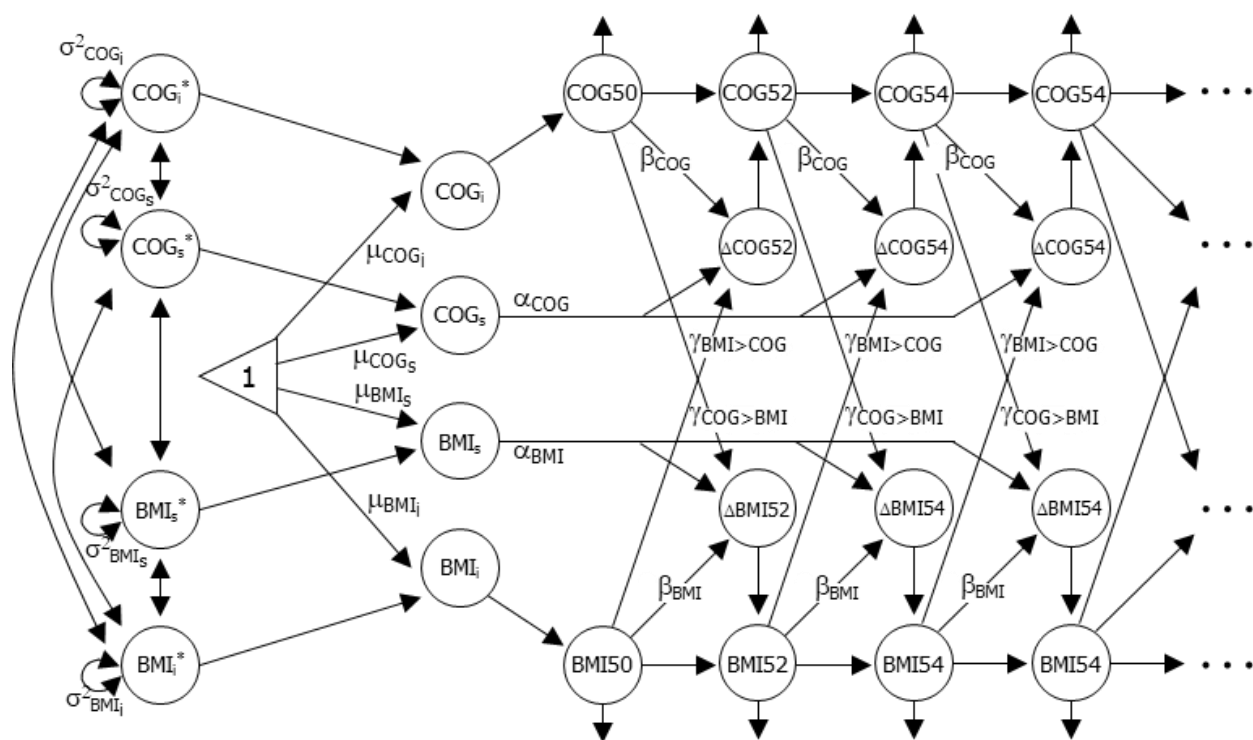 σ²COGi
COGi*
COG50
COG52
COG54
COG54
...
βCOG
βCOG
βCOG
COGi
σ²COGs
COGs*
ΔCOG52
ΔCOG54
ΔCOG54
...
μCOGi
COGs
αCOG
γBMI>COG
γBMI>COG
γBMI>COG
μCOGs
1
μBMIs
γCOG>BMI
γCOG>BMI
γCOG>BMI
BMIs
αBMI
μBMIi
BMIs*
σ²BMIs
ΔBMI52
ΔBMI54
ΔBMI54
...
BMIi
βBMI
βBMI
βBMI
BMIi*
σ²BMIi
BMI50
BMI52
BMI54
BMI54
...